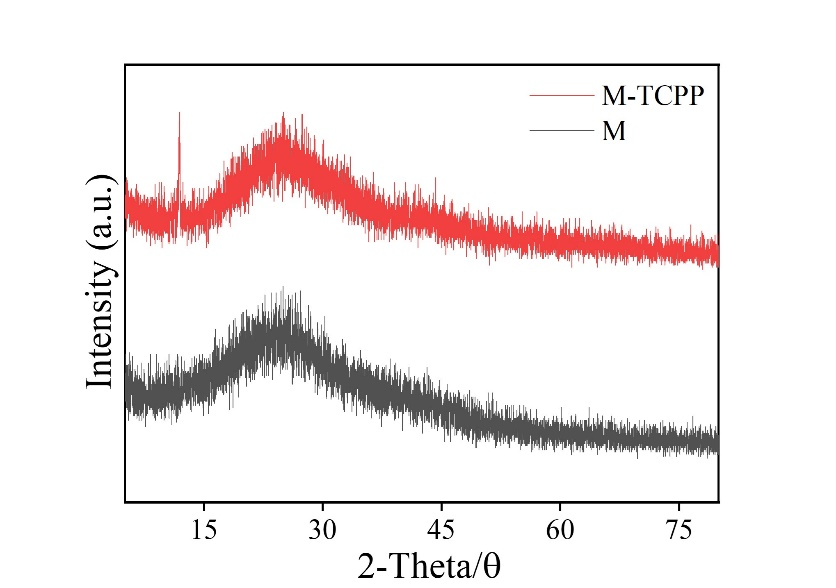 M-TCPP
M
Intensity (a.u.)
15 30 45 60 75
2-Theta/θ